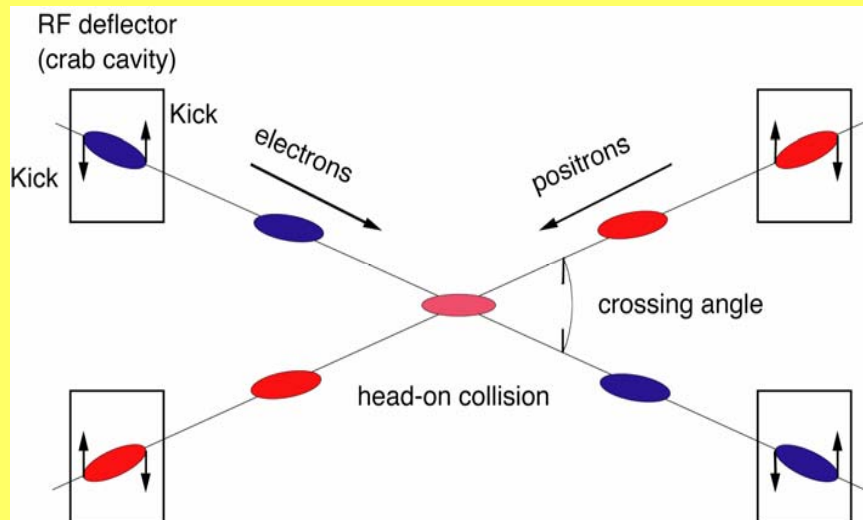 RF deflector
(crab cavity)
Kick
Kick
electrons
positrons
crossing angle
head-on collision